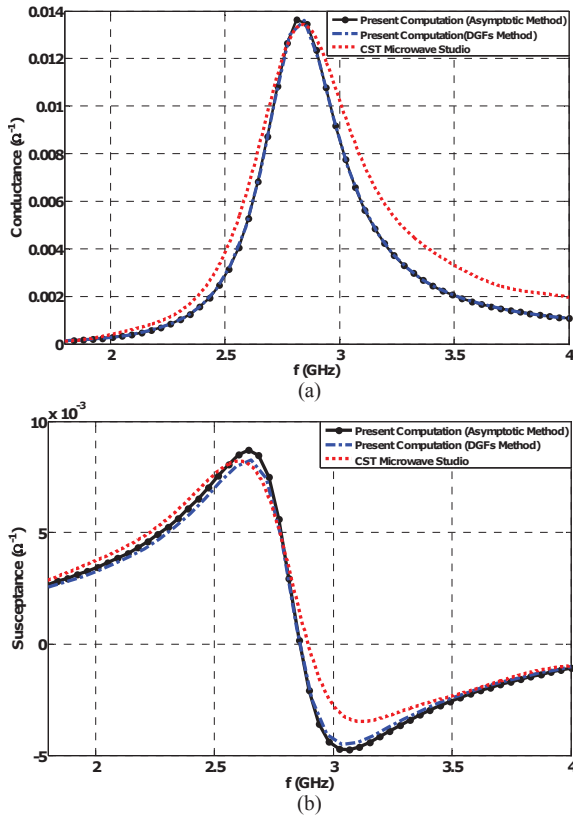 0.014
0.012
0.01
0.008
0.006
0.004
0.002
0
Conductance (Ω⁻¹)
Present Computation (Asymptotic Method)
Present Computation(DGFs Method)
CST Microwave Studio
2 2.5 3 3.5 4
f (GHz)
(a)
10 x 10⁻³
5
0
-5
Susceptance (Ω⁻¹)
Present Computation (Asymptotic Method)
Present Computation (DGFs Method)
CST Microwave Studio
2 2.5 3 3.5 4
f (GHz)
(b)